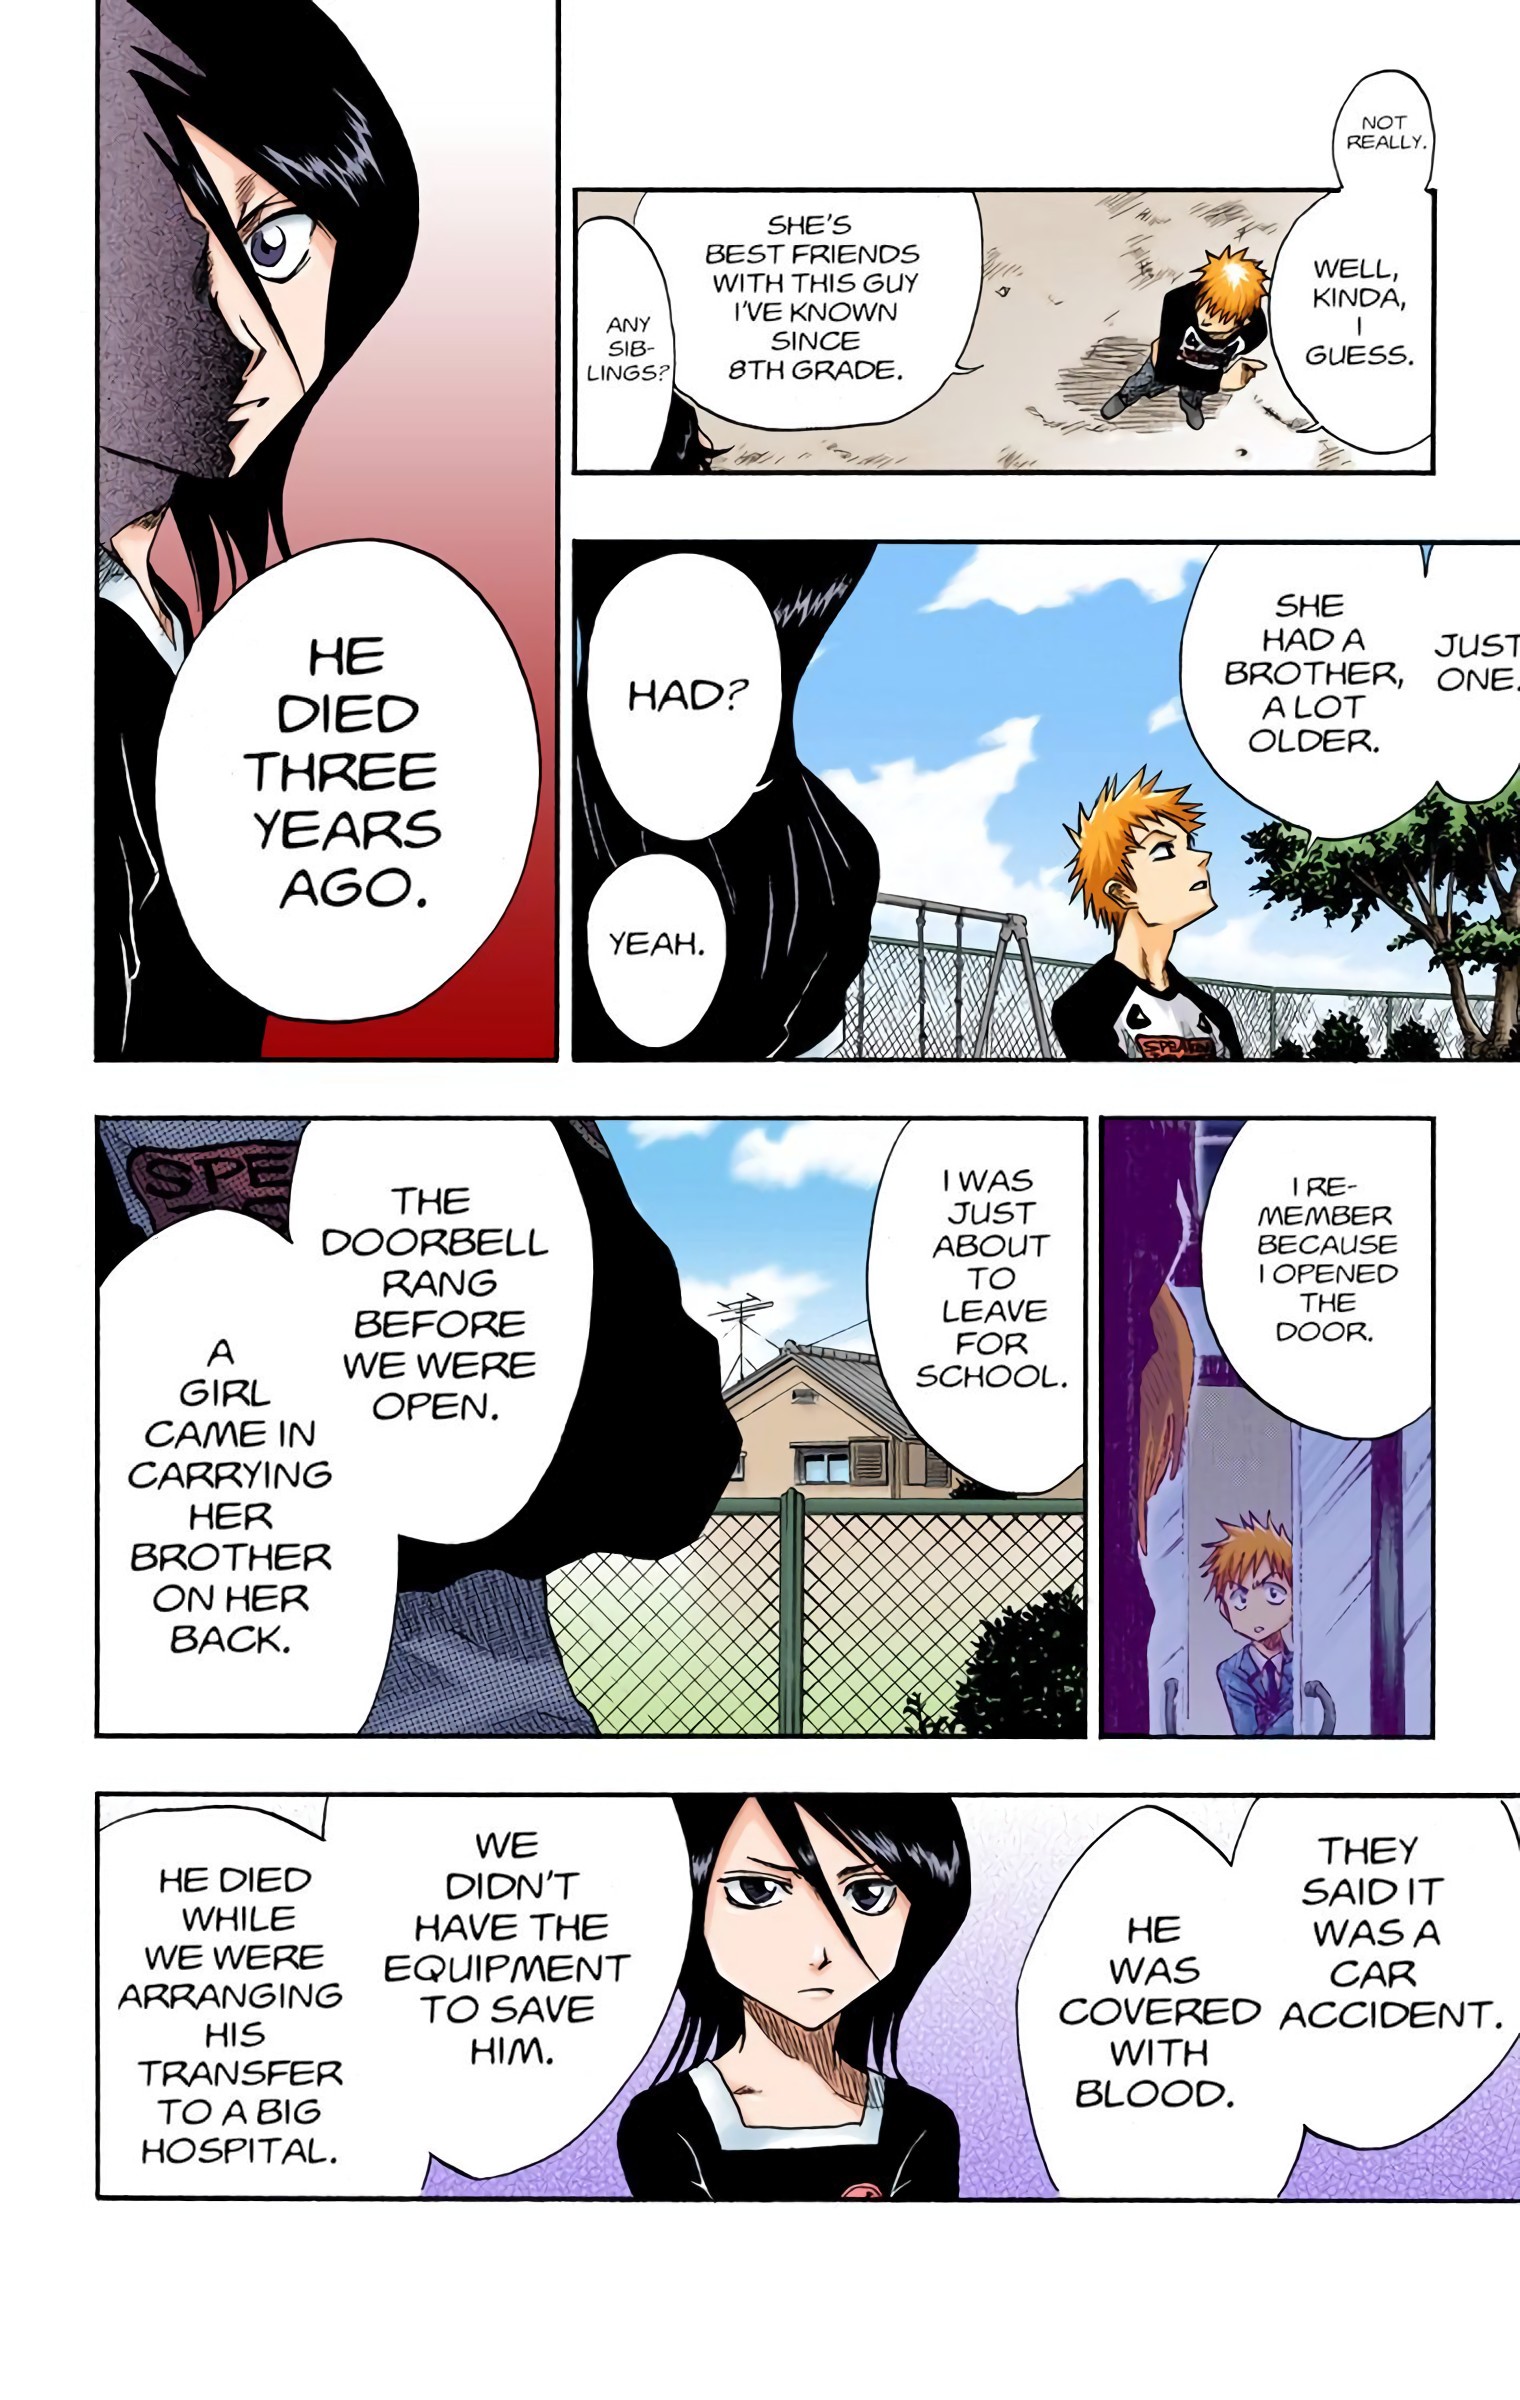 NOT
REALLY.
WELL,
KINDA,
I
GUESS.
SHE'S
BEST FRIENDS
WITH THIS GUY
I'VE KNOWN
SINCE
8TH GRADE.
ANY
SIB-
LINGS?
JUST
ONE.
SHE
HAD A
BROTHER,
A LOT
OLDER.
HAD?
YEAH.
HE
DIED
THREE
YEARS
AGO.
I RE-
MEMBER
BECAUSE
I OPENED
THE
DOOR.
I WAS
JUST
ABOUT
TO
LEAVE
FOR
SCHOOL.
THE
DOORBELL
RANG
BEFORE
WE WERE
OPEN.
A
GIRL
CAME IN
CARRYING
HER
BROTHER
ON HER
BACK.
SPE
THEY
SAID IT
WAS A
CAR
ACCIDENT.
HE
WAS
COVERED
WITH
BLOOD.
WE
DIDN'T
HAVE THE
EQUIPMENT
TO SAVE
HIM.
HE DIED
WHILE
WE WERE
ARRANGING
HIS
TRANSFER
TO A BIG
HOSPITAL.